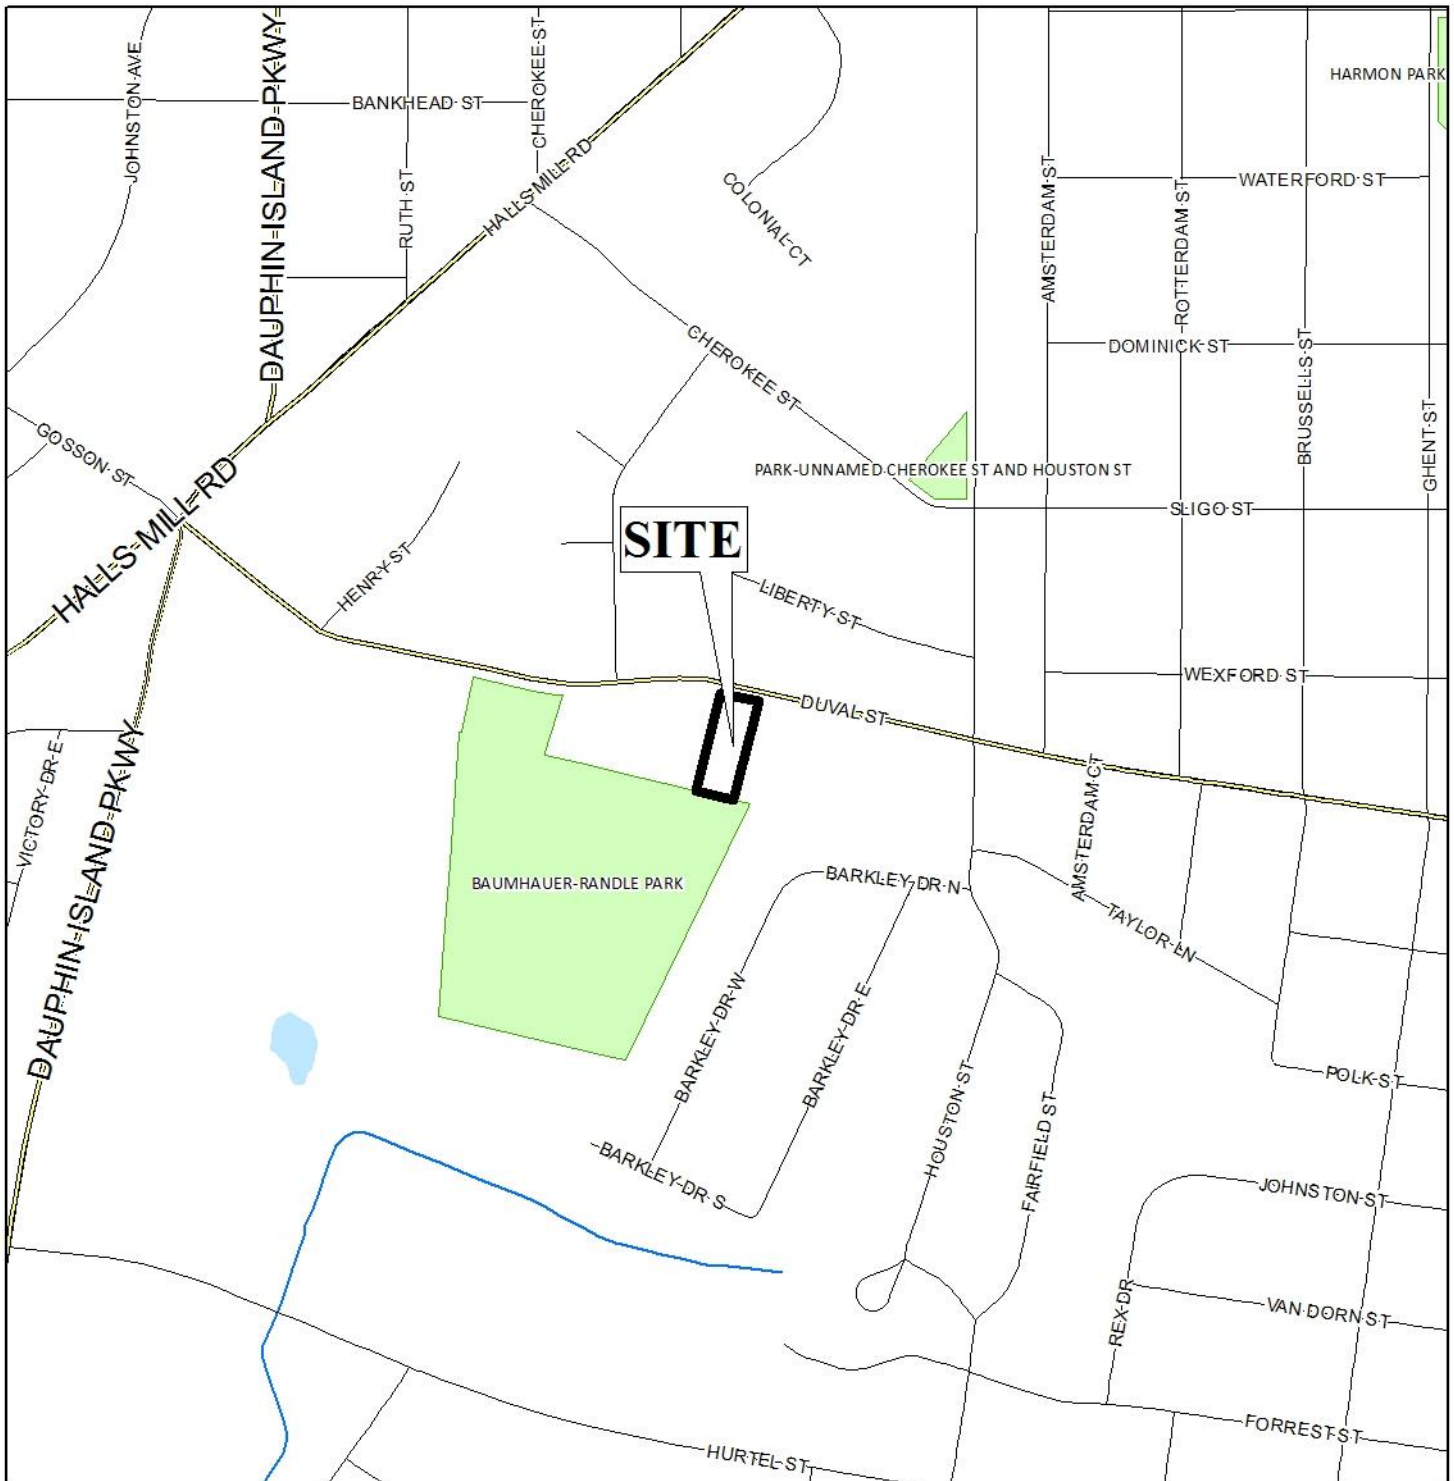 JOHNSTON AVE
DAUPHIN ISLAND PKWY
BANKHEAD ST
CHEROKEE ST
HARMON PARK
HALLS MILL RD
RUTH ST
COLONIAL CT
AMSTERDAM ST
ROTTERDAM ST
WATERFORD ST
CHEROKEE ST
DOMINICK ST
BRUSSELLS ST
GHENT ST
GOSSON ST
HALLS MILL RD
PARK-UNNAMED CHEROKEE ST AND HOUSTON ST
SLIGO ST
SITE
HENRY ST
LIBERTY ST
WEXFORD ST
DUVAL ST
VICTORY DR E
DAUPHIN ISLAND PKWY
AMSTERDAM CT
BAUMHAUER-RANDLE PARK
BARKLEY DR N
TAYLOR LN
BARKLEY DR W
BARKLEY DR E
HOUSTON ST
FAIRFIELD ST
POLK ST
BARKLEY DR S
JOHNSTON ST
REX DR
VAN DORN ST
FORREST ST
HURTEL ST